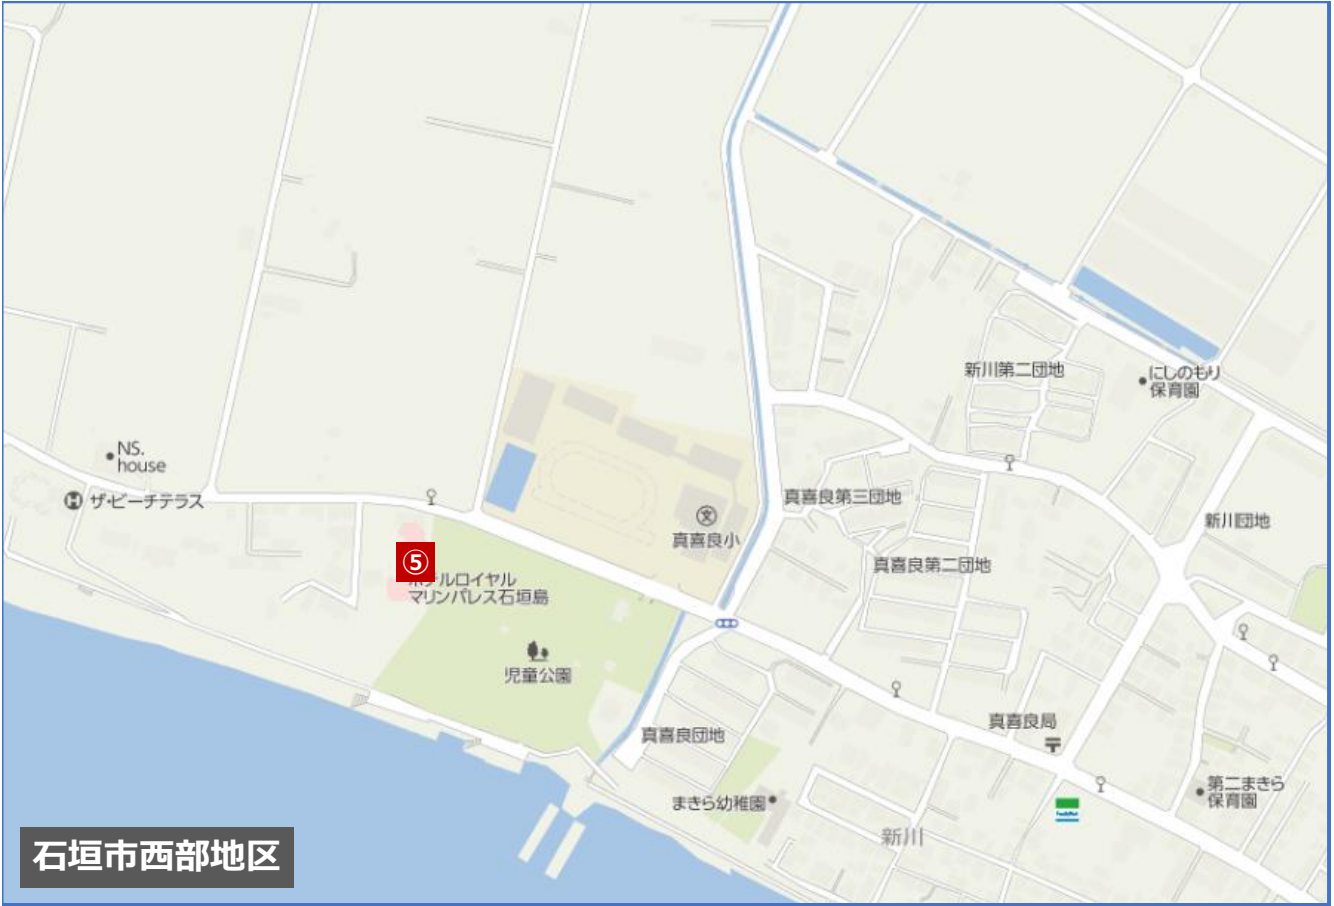 新川第二団地
にしのもり
保育園
NS.
house
ザ・ビーチテラス
真喜良第三団地
文
真喜良小
新川団地
⑤
真喜良第二団地
ホテルロイヤル
マリンパレス石垣島
児童公園
真喜良局
真喜良団地
第二まきら
保育園
まきら幼稚園
FamilyMart
新川
石垣市西部地区